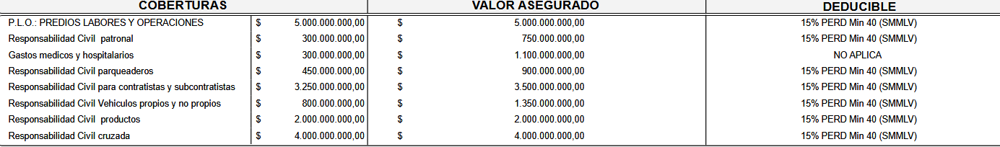 COBERTURAS VALOR ASEGURADO DEDUCIBLE
P.L.O.: PREDIOS LABORES Y OPERACIONES $ 5.000.000.000,00 $ 5.000.000.000,00 15% PERD Min 40 (SMMLV)
Responsabilidad Civil patronal $ 300.000.000,00 $ 750.000.000,00 15% PERD Min 40 (SMMLV)
Gastos medicos y hospitalarios $ 300.000.000,00 $ 1.100.000.000,00 NO APLICA
Responsabilidad Civil parqueaderos $ 450.000.000,00 $ 900.000.000,00 15% PERD Min 40 (SMMLV)
Responsabilidad Civil para contratistas y subcontratistas $ 3.250.000.000,00 $ 3.500.000.000,00 15% PERD Min 40 (SMMLV)
Responsabilidad Civil Vehiculos propios y no propios $ 800.000.000,00 $ 1.350.000.000,00 15% PERD Min 40 (SMMLV)
Responsabilidad Civil productos $ 2.000.000.000,00 $ 2.000.000.000,00 15% PERD Min 40 (SMMLV)
Responsabilidad Civil cruzada $ 4.000.000.000,00 $ 4.000.000.000,00 15% PERD Min 40 (SMMLV)